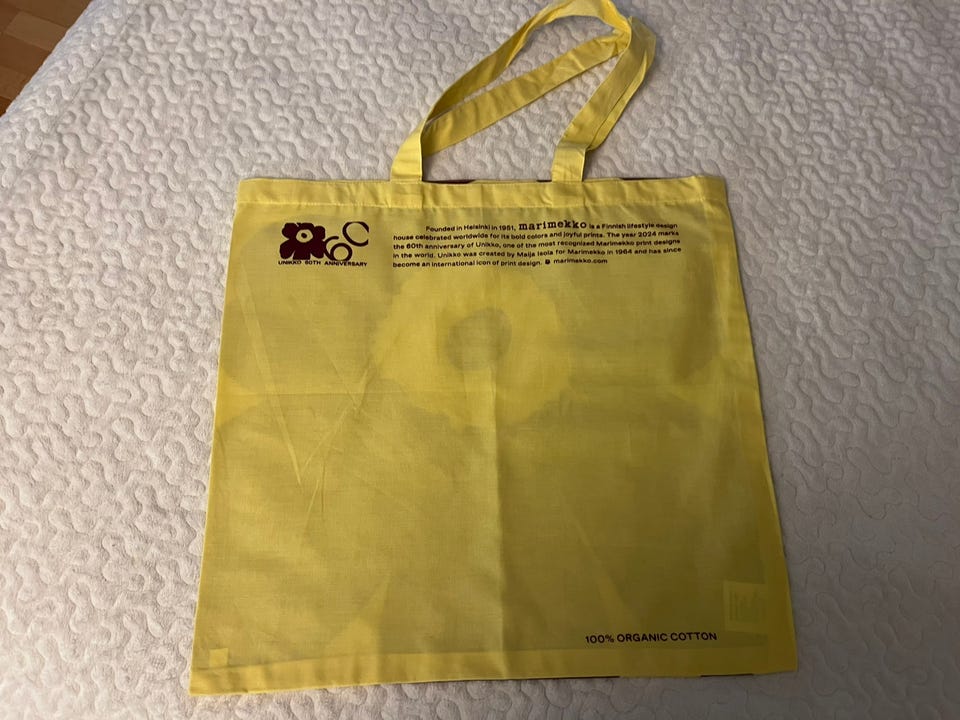 UNIKKO 60TH ANNIVERSARY
Founded in Helsinki in 1951, marimekko is a Finnish lifestyle design
house celebrated worldwide for its bold colors and joyful prints. The year 2024 marks
the 60th anniversary of Unikko, one of the most recognized Marimekko print designs
in the world. Unikko was created by Maija Isola for Marimekko in 1964 and has since
become an international icon of print design. marimekko.com
100% ORGANIC COTTON